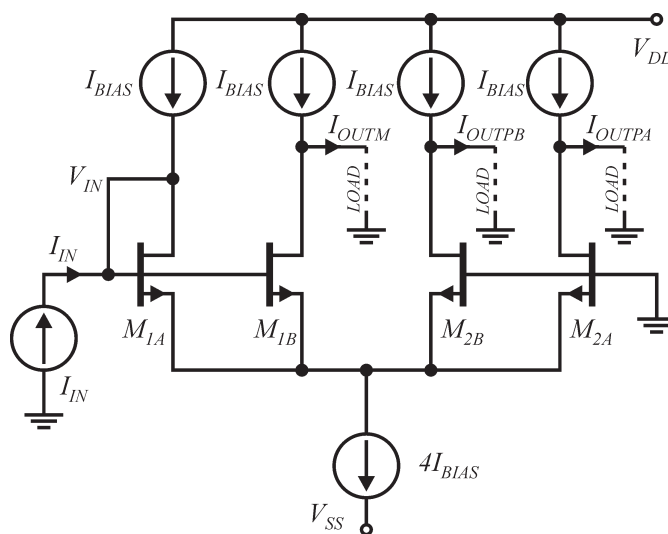 V_DD
I_BIAS I_BIAS I_BIAS I_BIAS
I_OUTM I_OUTPB I_OUTPA
V_IN
LOAD LOAD LOAD
I_IN
M_1A M_1B M_2B M_2A
I_IN
4I_BIAS
V_SS